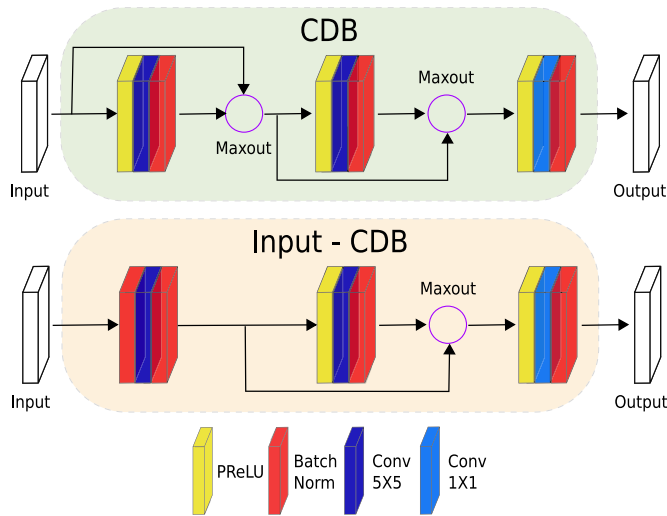 CDB
Maxout
Maxout
Input
Output
Input - CDB
Maxout
Input
Output
PReLU
Batch
Norm
Conv
5X5
Conv
1X1